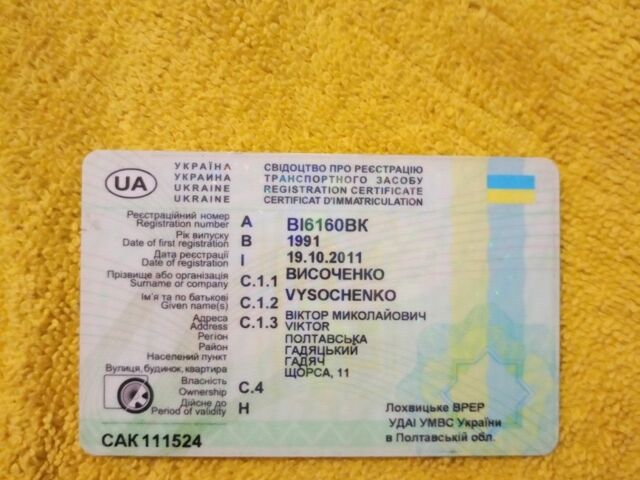 UA
УКРАЇНА
УКРАИНА
UKRAINE
UKRAINE
СВІДОЦТВО ПРО РЕЄСТРАЦІЮ
ТРАНСПОРТНОГО ЗАСОБУ
REGISTRATION CERTIFICATE
CERTIFICAT D'IMMATRICULATION
Реєстраційний номер
Registration number A BI6160BK
Рік випуску
Date of first registration B 1991
Дата реєстрації
Date of registration I 19.10.2011
Прізвище або організація
Surname of company C.1.1 ВИСОЧЕНКО
VYSOCHENKO
Ім'я та по батькові
Given name(s) C.1.2 ВІКТОР МИКОЛАЙОВИЧ
VIKTOR
Адреса
Address C.1.3 ПОЛТАВСЬКА
Регіон ГАДЯЦЬКИЙ
Район ГАДЯЧ
Населений пункт ЩОРСА, 11
Вулиця, будинок, квартира
Власність
Ownership C.4
Дійсне до
Period of validity H
Лохвицьке ВРЕР
УДАІ УМВС України
в Полтавській обл.
САК111524